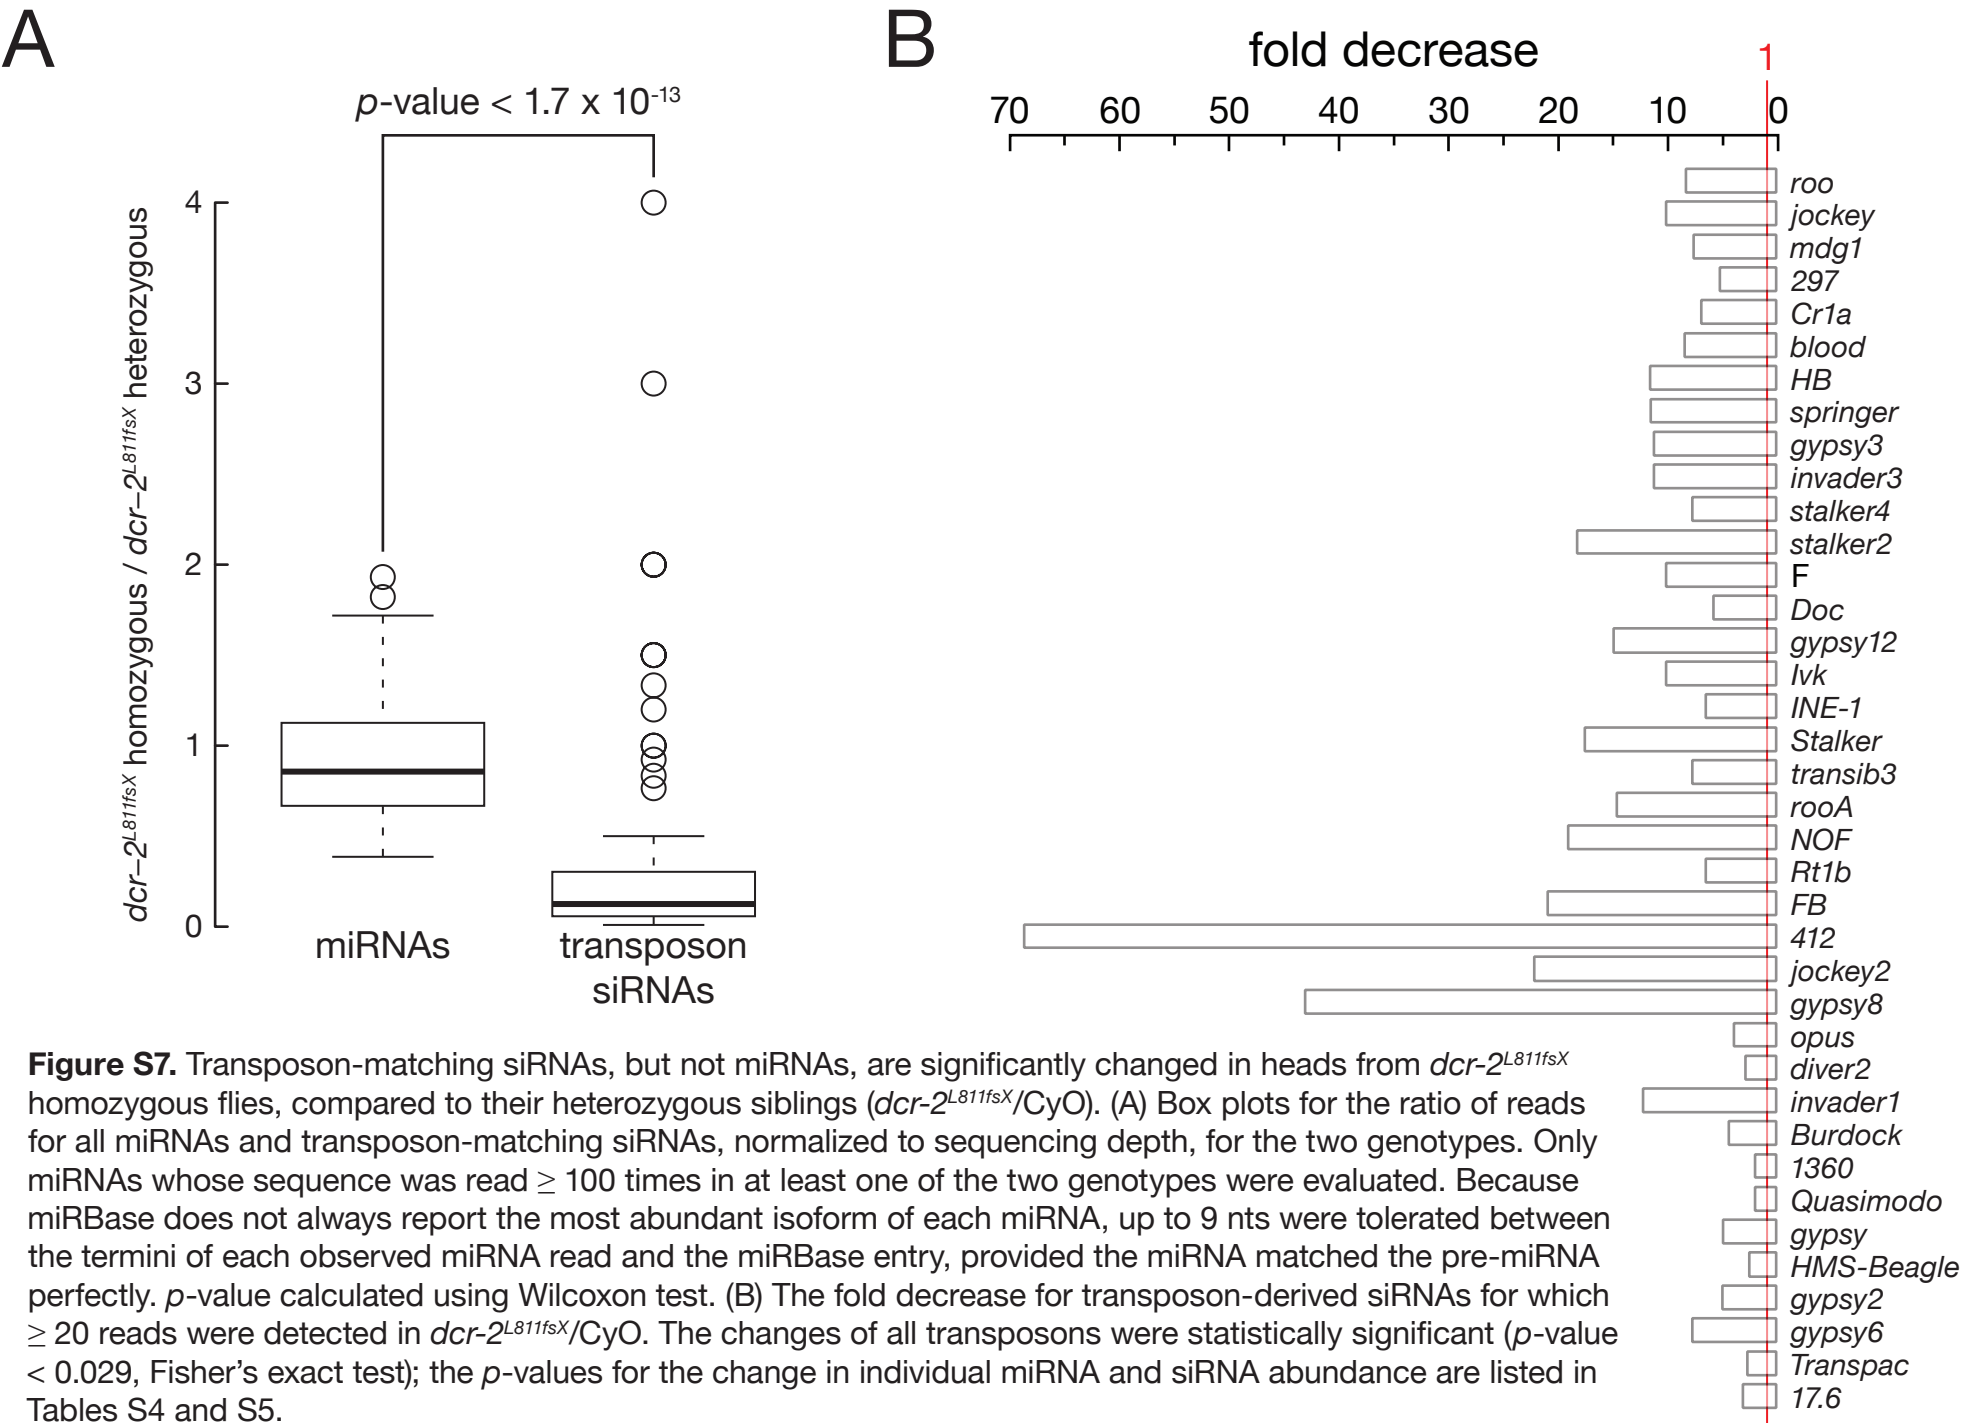 A
p-value < 1.7 x 10-13
dcr–2L811fsX homozygous / dcr–2L811fsX heterozygous
4
3
2
1
0
miRNAs
transposon
siRNAs
B
fold decrease
1
70 60 50 40 30 20 10 0
roo
jockey
mdg1
297
Cr1a
blood
HB
springer
gypsy3
invader3
stalker4
stalker2
F
Doc
gypsy12
Ivk
INE-1
Stalker
transib3
rooA
NOF
Rt1b
FB
412
jockey2
gypsy8
opus
diver2
invader1
Burdock
1360
Quasimodo
gypsy
HMS-Beagle
gypsy2
gypsy6
Transpac
17.6
Figure S7. Transposon-matching siRNAs, but not miRNAs, are significantly changed in heads from dcr-2L811fsX
homozygous flies, compared to their heterozygous siblings (dcr-2L811fsX/CyO). (A) Box plots for the ratio of reads
for all miRNAs and transposon-matching siRNAs, normalized to sequencing depth, for the two genotypes. Only
miRNAs whose sequence was read ≥ 100 times in at least one of the two genotypes were evaluated. Because
miRBase does not always report the most abundant isoform of each miRNA, up to 9 nts were tolerated between
the termini of each observed miRNA read and the miRBase entry, provided the miRNA matched the pre-miRNA
perfectly. p-value calculated using Wilcoxon test. (B) The fold decrease for transposon-derived siRNAs for which
≥ 20 reads were detected in dcr-2L811fsX/CyO. The changes of all transposons were statistically significant (p-value
< 0.029, Fisher's exact test); the p-values for the change in individual miRNA and siRNA abundance are listed in
Tables S4 and S5.